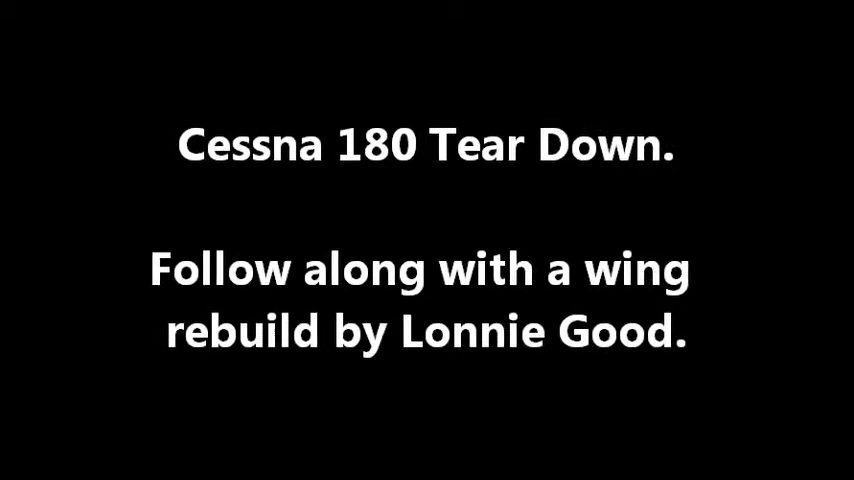 Cessna 180 Tear Down.
Follow along with a wing
rebuild by Lonnie Good.